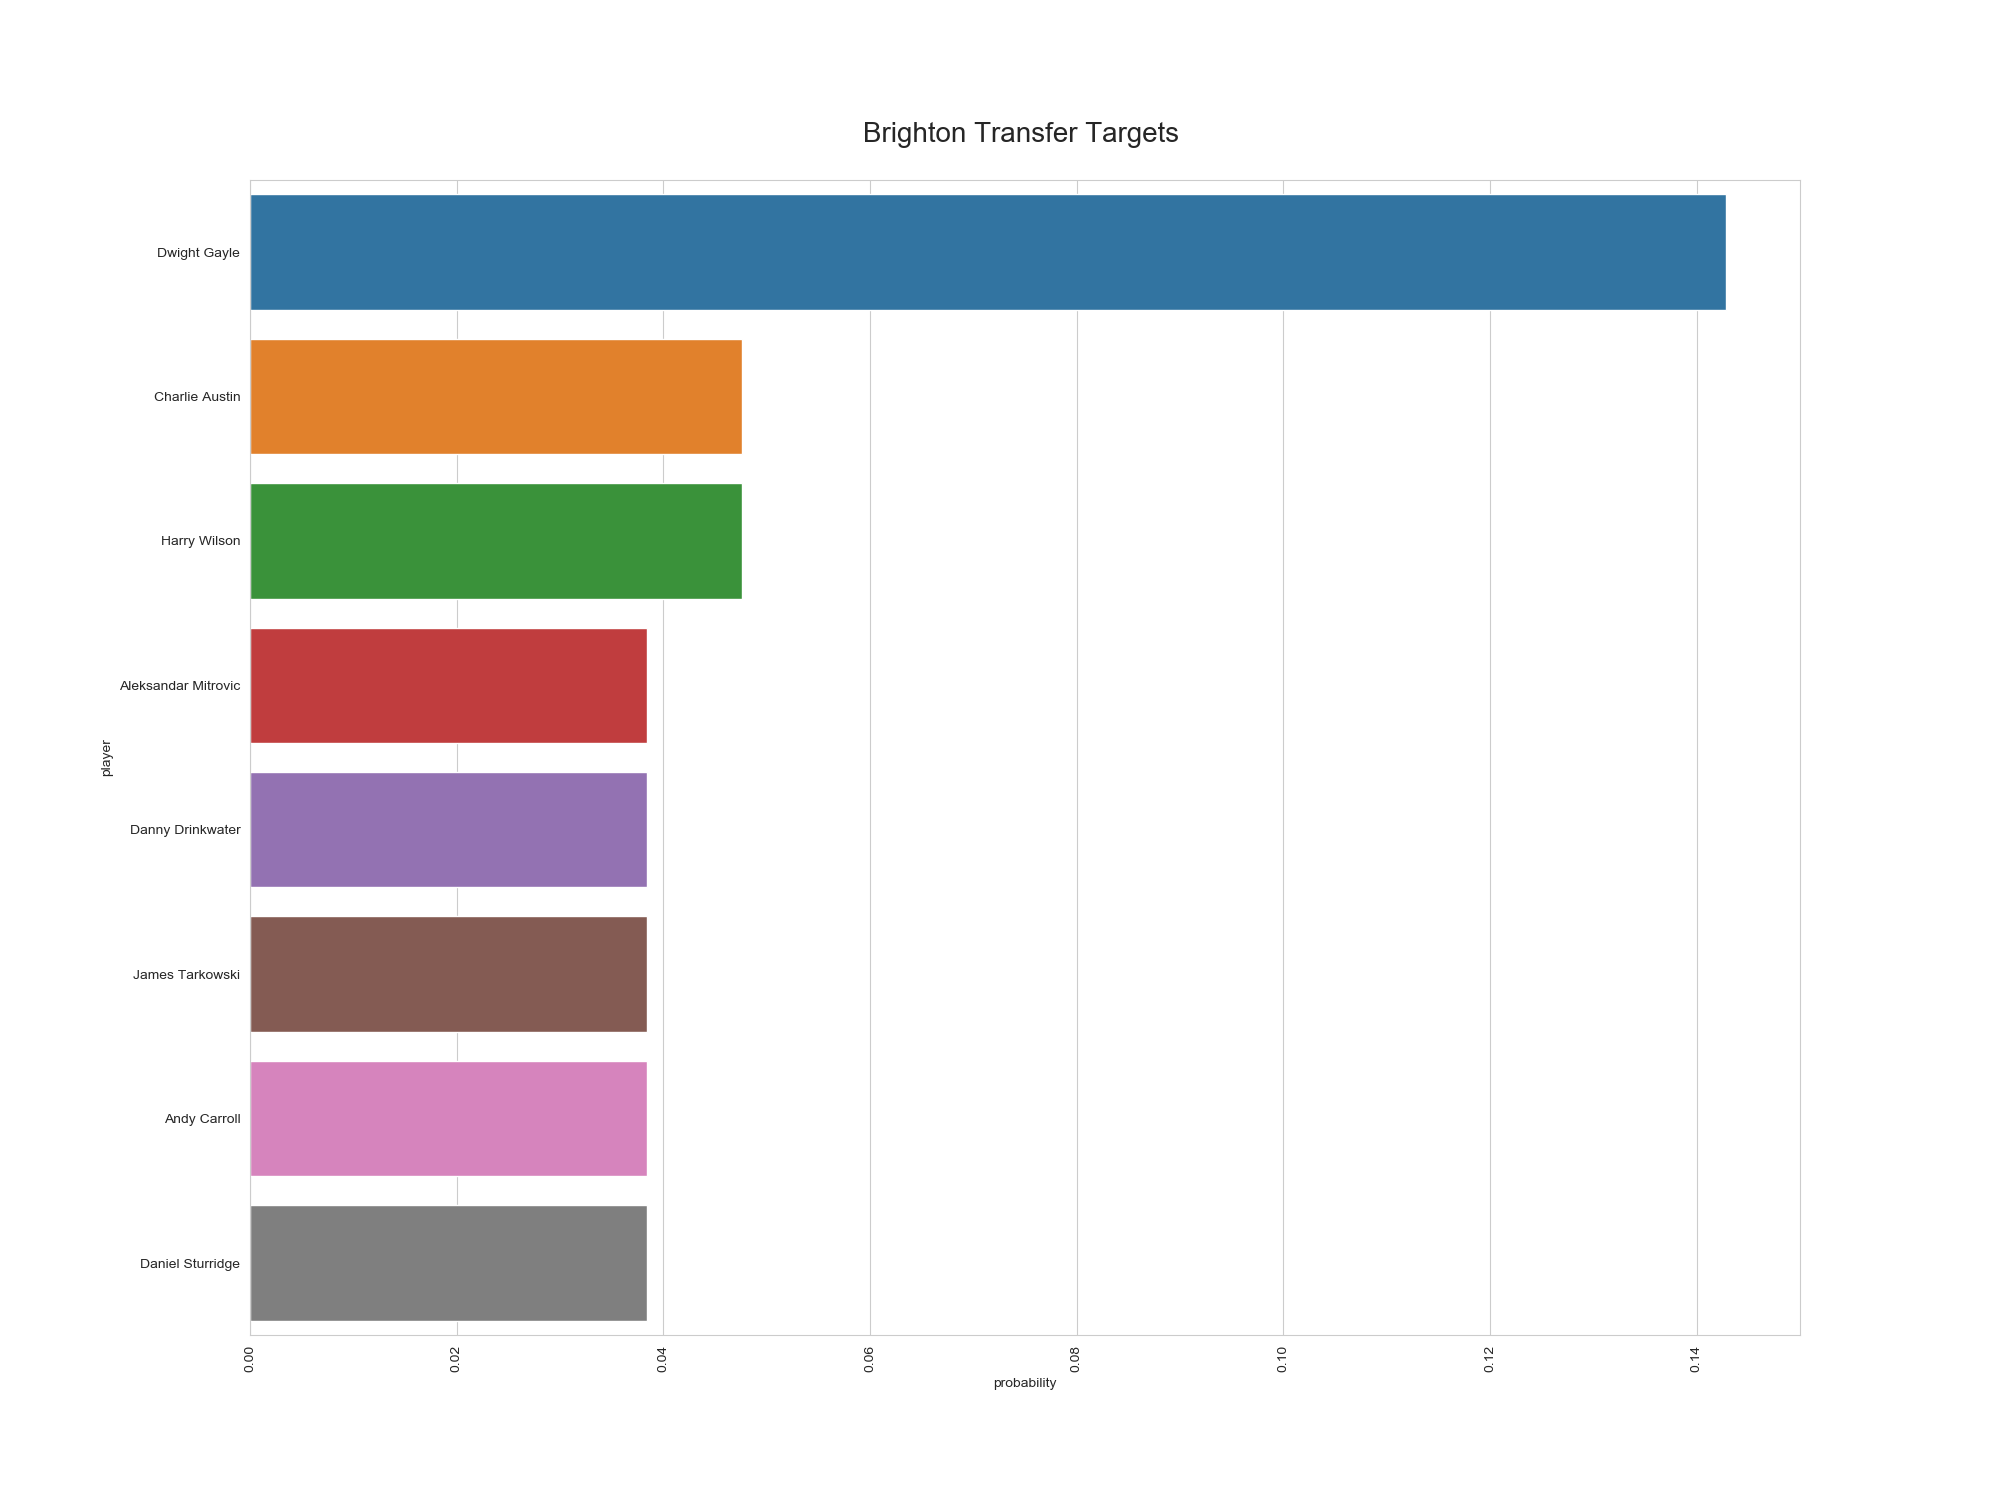 Brighton Transfer Targets
Dwight Gayle
Charlie Austin
Harry Wilson
Aleksandar Mitrovic
Danny Drinkwater
James Tarkowski
Andy Carroll
Daniel Sturridge
player
0.00
0.02
0.04
0.06
0.08
0.10
0.12
0.14
probability